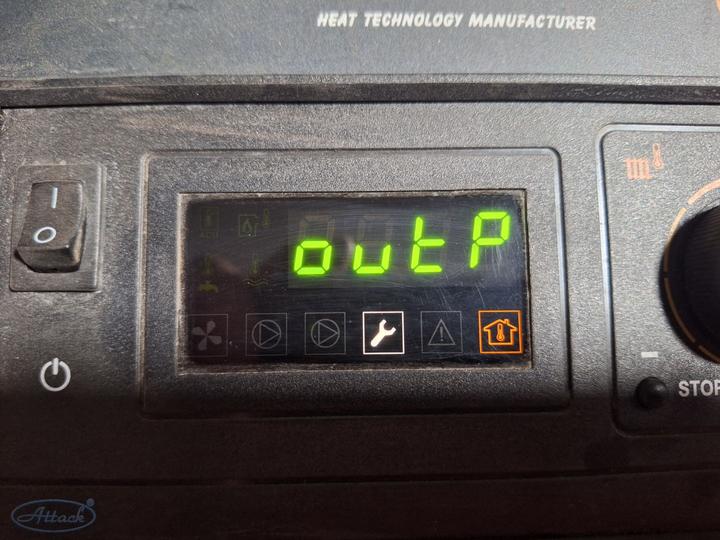 HEAT TECHNOLOGY MANUFACTURER
outP
STOP
Attack